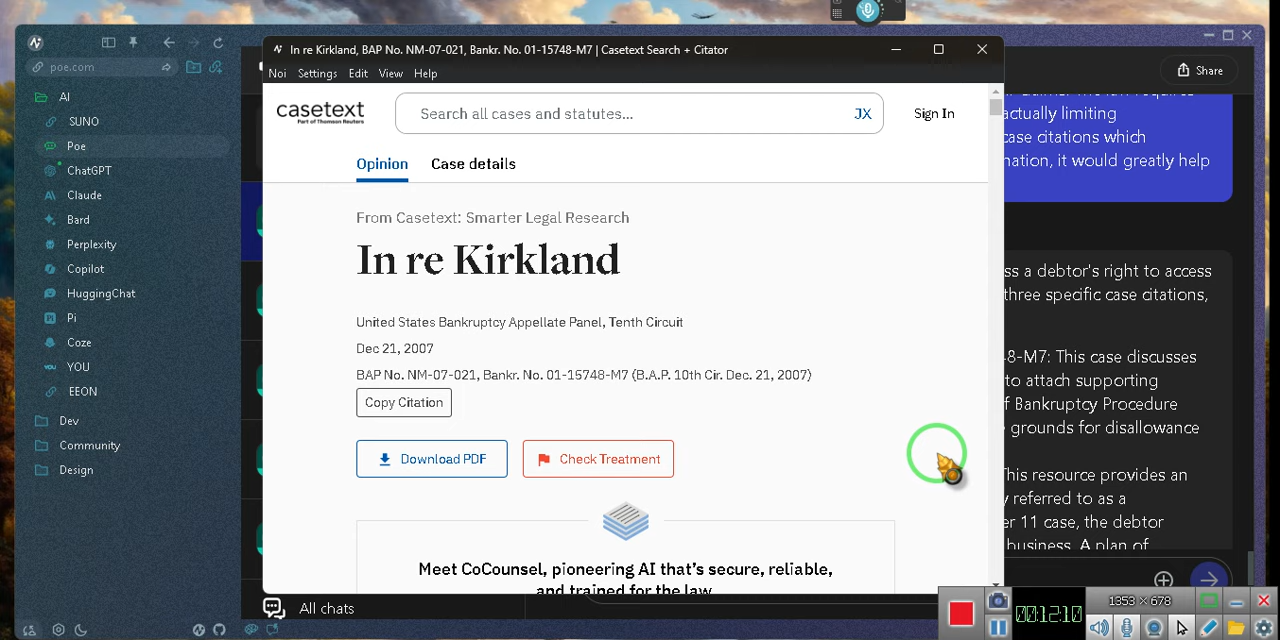 In re Kirkland, BAP No. NM-07-021, Bankr. No. 01-15748-M7 | Casetext Search + Citator
poe.com
Noi Settings Edit View Help
Share
AI
SUNO
Poe
ChatGPT
Claude
Bard
Perplexity
Copilot
HuggingChat
Pi
Coze
YOU
EEON
Dev
Community
Design
casetext
Part of Thomson Reuters
Search all cases and statutes...
JX
Sign In
Opinion
Case details
From Casetext: Smarter Legal Research
In re Kirkland
United States Bankruptcy Appellate Panel, Tenth Circuit
Dec 21, 2007
BAP No. NM-07-021, Bankr. No. 01-15748-M7 (B.A.P. 10th Cir. Dec. 21, 2007)
Copy Citation
Download PDF
Check Treatment
Meet CoCounsel, pioneering AI that's secure, reliable,
and trained for the law
All chats
actually limiting
case citations which
nation, it would greatly help
ss a debtor's right to access
three specific case citations,
48-M7: This case discusses
to attach supporting
f Bankruptcy Procedure
grounds for disallowance
This resource provides an
y referred to as a
er 11 case, the debtor
business. A plan of
1353 × 678
00:12:10